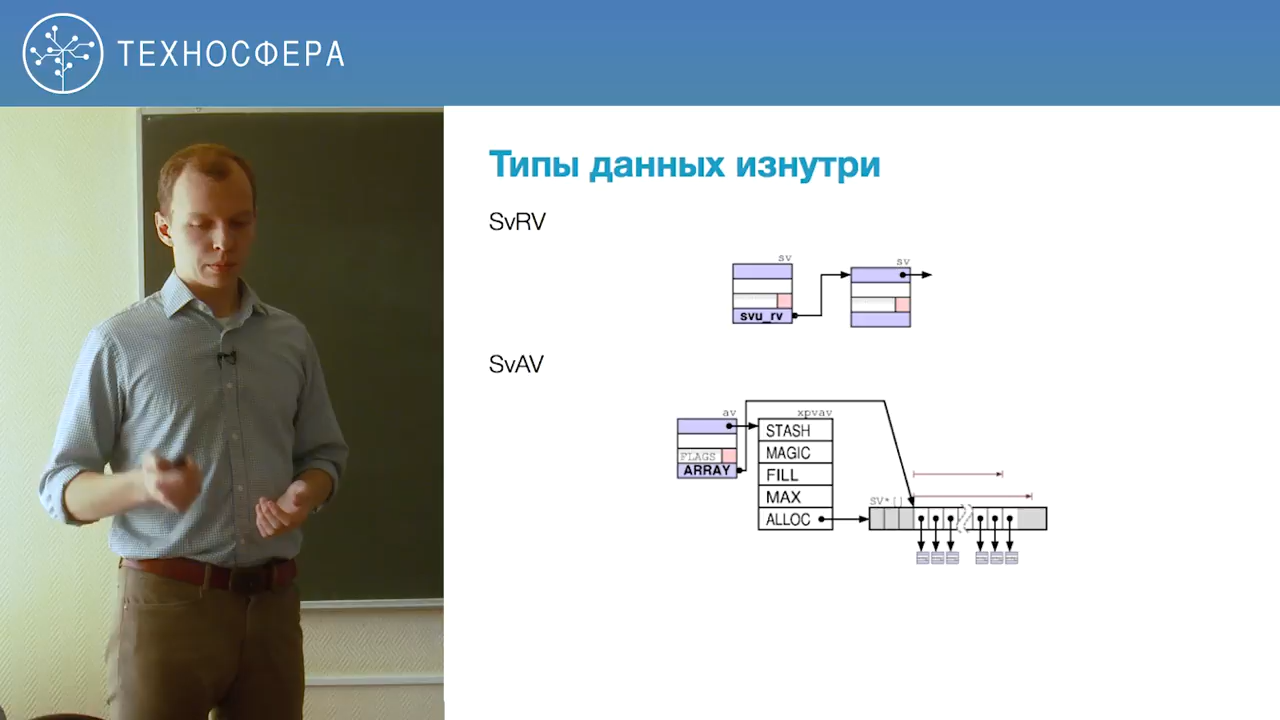 ТЕХНОСФЕРА
Типы данных изнутри
SvRV
sv
sv
svu_rv
SvAV
av
xpvav
STASH
FLAGS
MAGIC
ARRAY
FILL
MAX
SV*[]
ALLOC